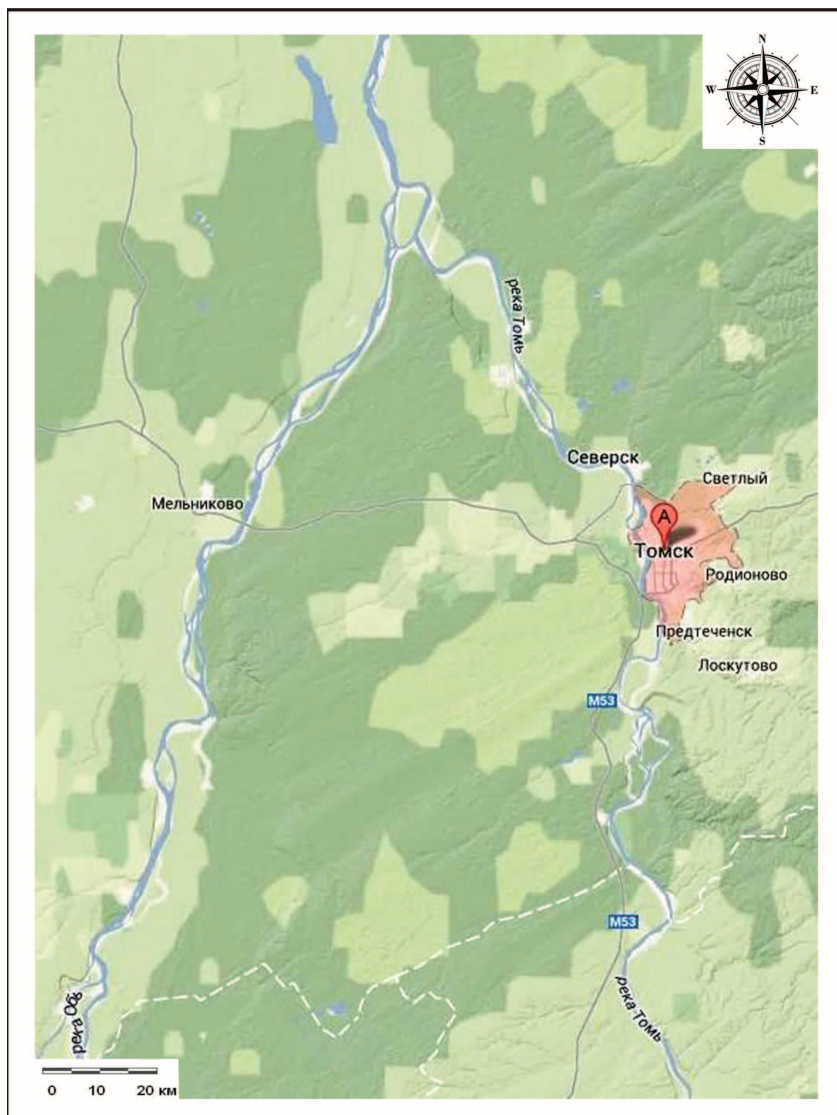 N
W E
S
река Томь
Северск
Светлый
Мельниково
A
Томск
Родионово
Предтеченск
Лоскутово
M53
M53
река Томь
река Обь
0 10 20 км